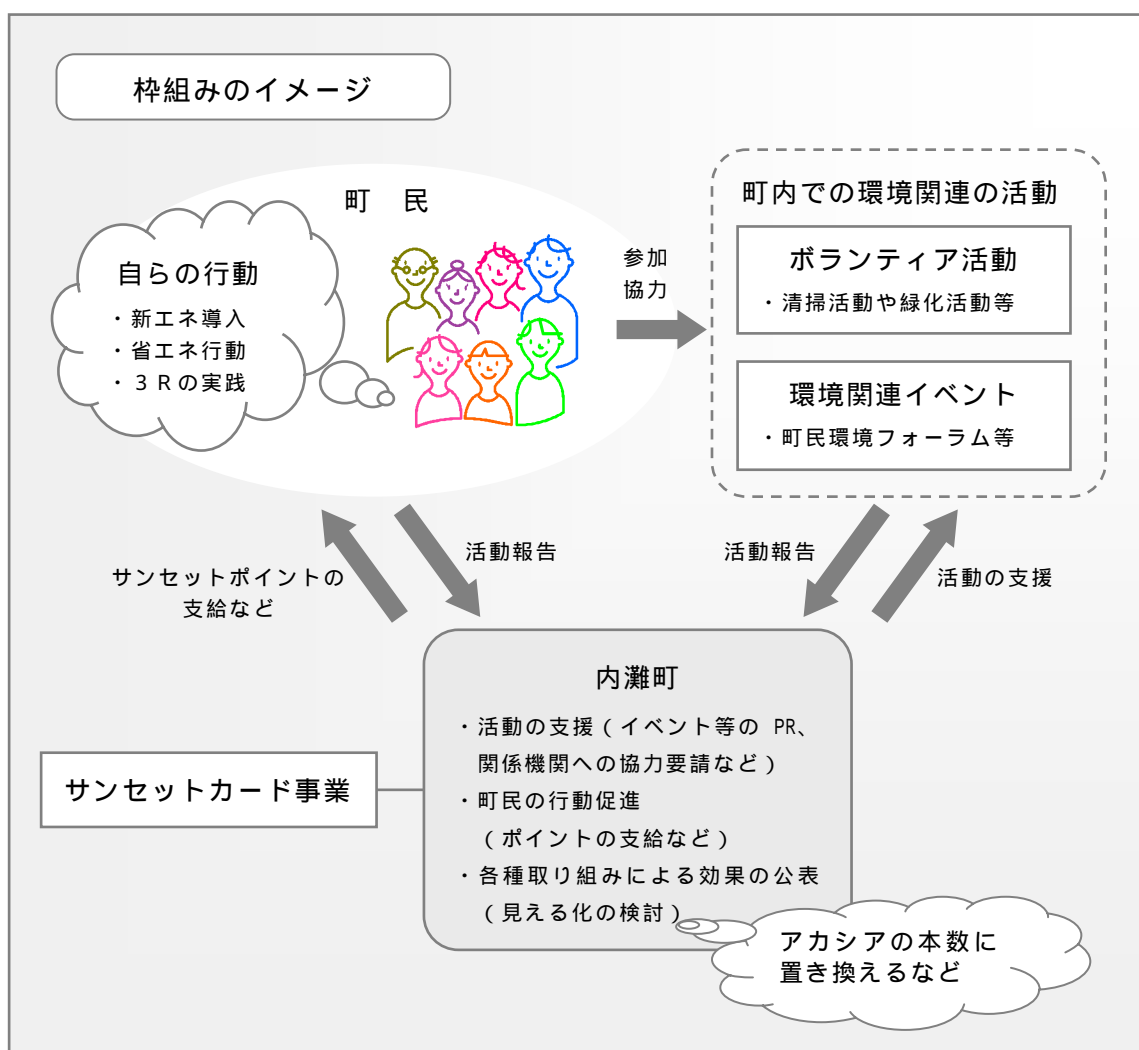 枠組みのイメージ
町　民
自らの行動
・新エネ導入
・省エネ行動
・３Ｒの実践
参加
協力
町内での環境関連の活動
ボランティア活動
・清掃活動や緑化活動等
環境関連イベント
・町民環境フォーラム等
サンセットポイントの
支給など
活動報告
活動報告
活動の支援
内灘町
・活動の支援（イベント等の PR、
関係機関への協力要請など）
・町民の行動促進
（ポイントの支給など）
・各種取り組みによる効果の公表
（見える化の検討）
サンセットカード事業
アカシアの本数に
置き換えるなど